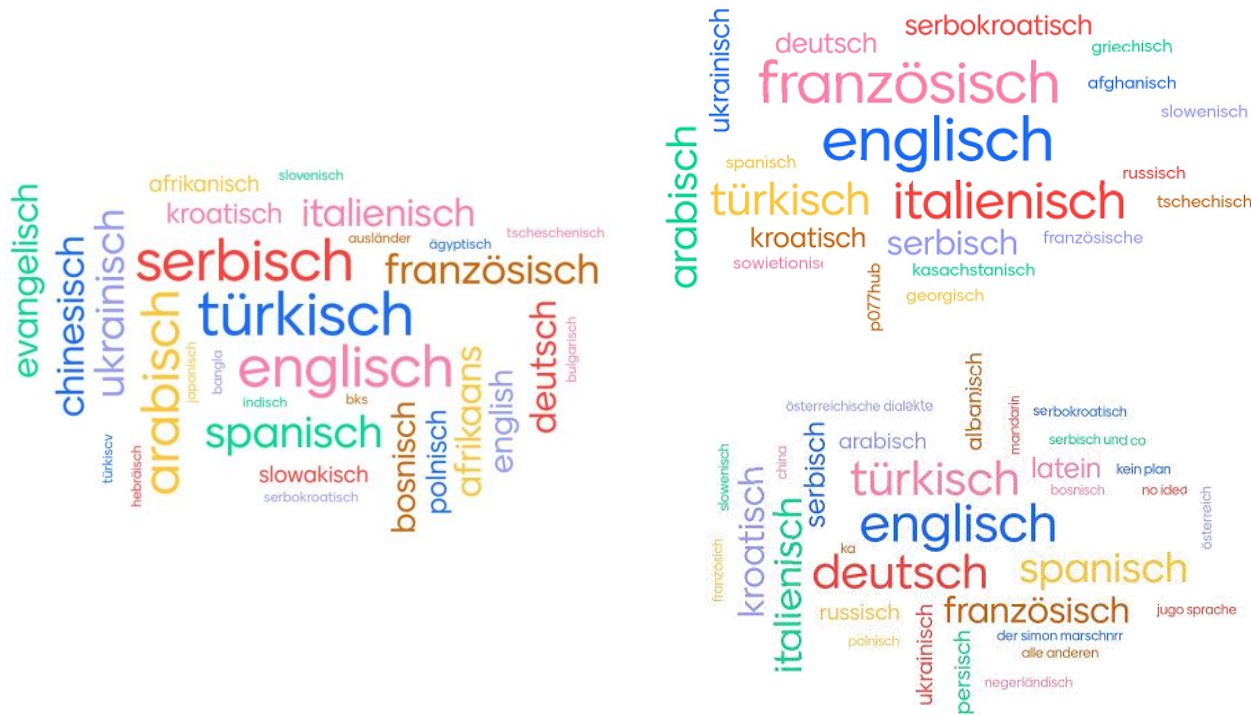 afrikanisch
slovenisch
evangelisch
kroatisch
italienisch
chinesisch
ukrainisch
ausländer
ägyptisch
tscheschenisch
serbisch
französisch
arabisch
türkisch
japanisch
bangla
englisch
deutsch
bulgarisch
indisch
bks
spanisch
bosnisch
polnisch
afrikaans
english
türkiscv
hebräisch
slowakisch
serbokroatisch
ukrainisch
deutsch
serbokroatisch
griechisch
französisch
afghanisch
slowenisch
arabisch
englisch
spanisch
russisch
türkisch
italienisch
tschechisch
kroatisch
serbisch
französische
sowietionisc
kasachstanisch
p077hub
georgisch
österreichische dialekte
albanisch
mandarin
serbokroatisch
slowenisch
china
serbisch
arabisch
serbisch und co
türkisch
latein
kein plan
bosnisch
no idea
kroatisch
italienisch
englisch
österreich
französich
ka
deutsch
spanisch
russisch
französisch
jugo sprache
polnisch
ukrainisch
persisch
der simon marschnrr
alle anderen
negerländisch